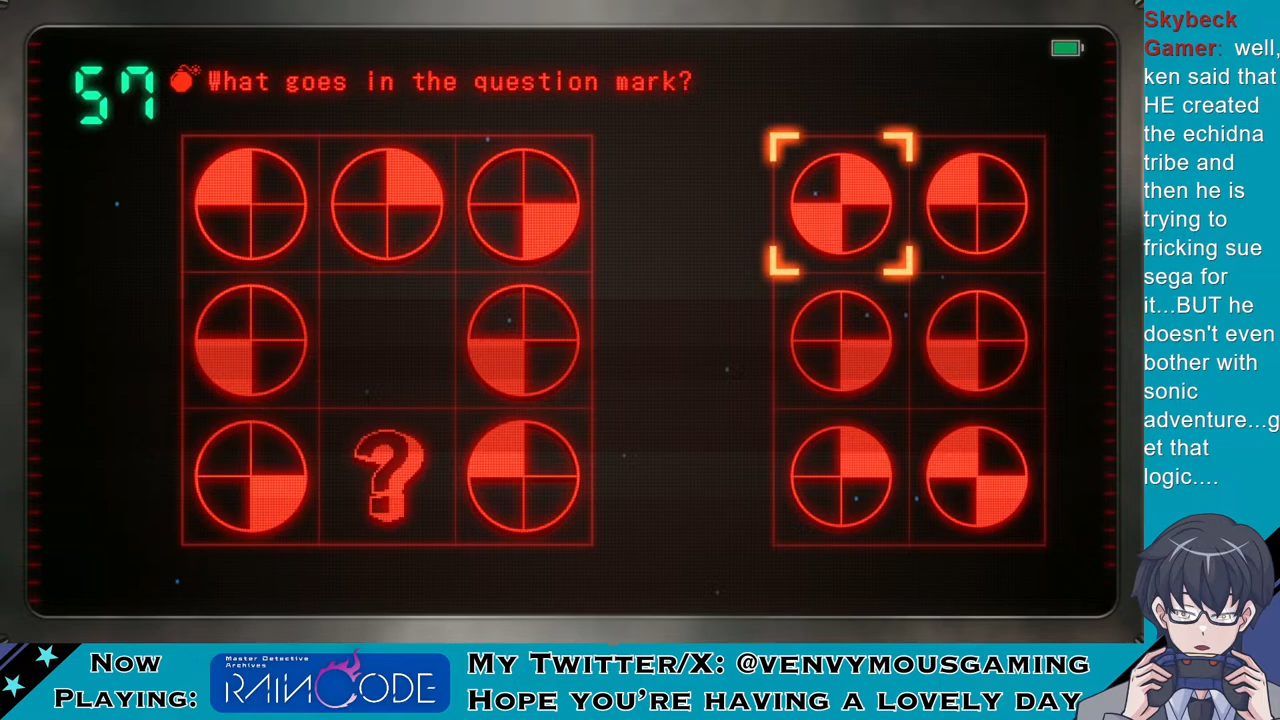 57
What goes in the question mark?
?
Skybeck
Gamer: well,
ken said that
HE created
the echidna
tribe and
then he is
trying to
fricking sue
sega for
it...BUT he
doesn't even
bother with
sonic
adventure...g
et that
logic....
Now
Playing:
Master Detective
Archives
RAIN CODE
My Twitter/X: @venvymousgaming
Hope you're having a lovely day